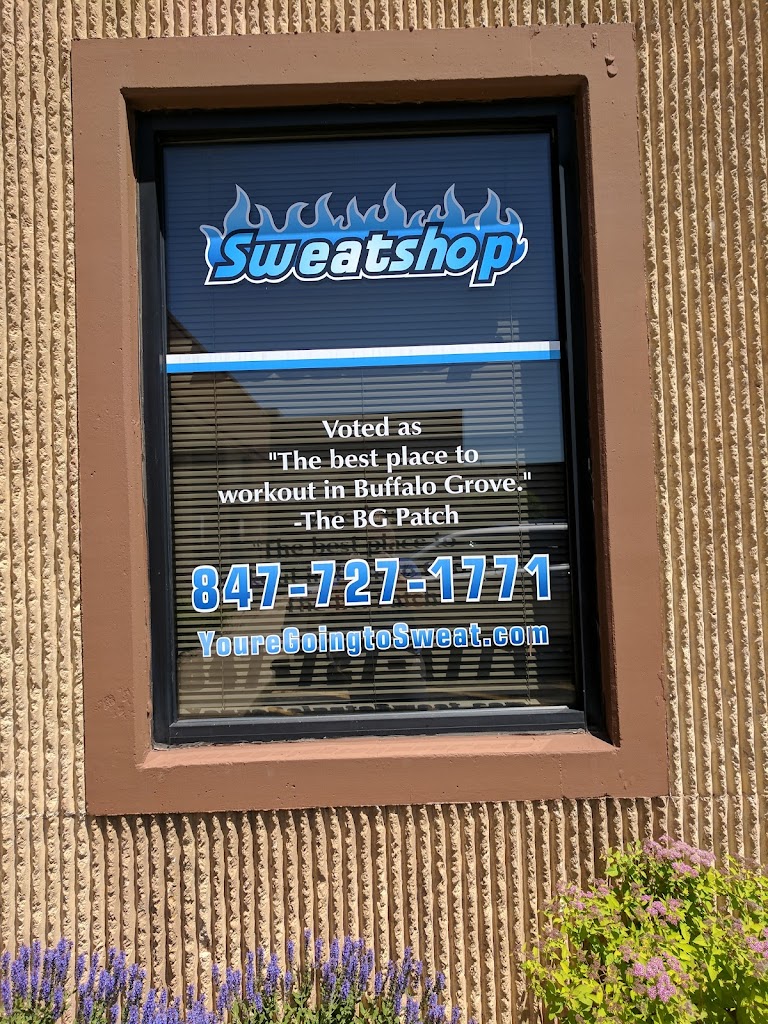 Sweatshop
Voted as
"The best place to
workout in Buffalo Grove."
-The BG Patch
847-727-1771
YoureGoingtoSweat.com